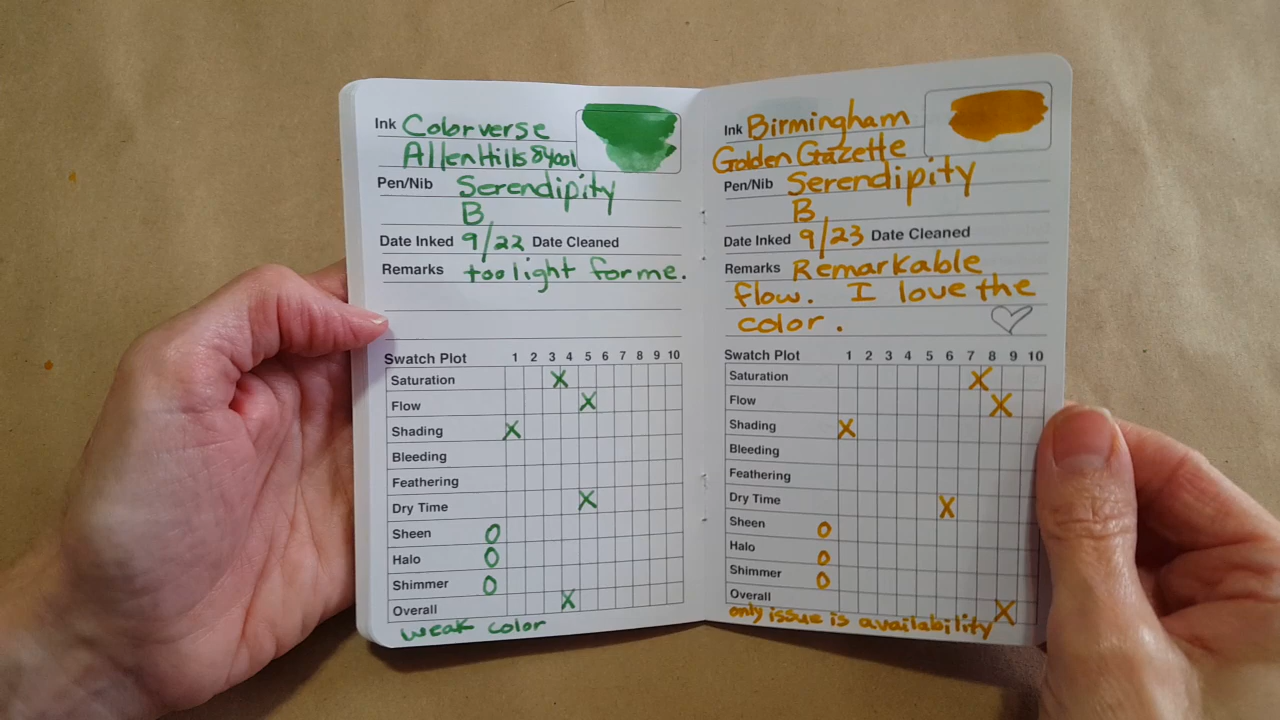 Ink Colorverse
Allen Hills 84001
Pen/Nib Serendipity
B
Date Inked 9/22 Date Cleaned
Remarks too light for me.
Swatch Plot 1 2 3 4 5 6 7 8 9 10
Saturation X
Flow X
Shading X
Bleeding
Feathering
Dry Time X
Sheen 0
Halo 0
Shimmer 0
Overall X
weak color
Ink Birmingham
Golden Gazette
Pen/Nib Serendipity
B
Date Inked 9/23 Date Cleaned
Remarks Remarkable
flow. I love the
color.
Swatch Plot 1 2 3 4 5 6 7 8 9 10
Saturation X
Flow X
Shading X
Bleeding
Feathering
Dry Time X
Sheen 0
Halo 0
Shimmer 0
Overall X
only issue is availability